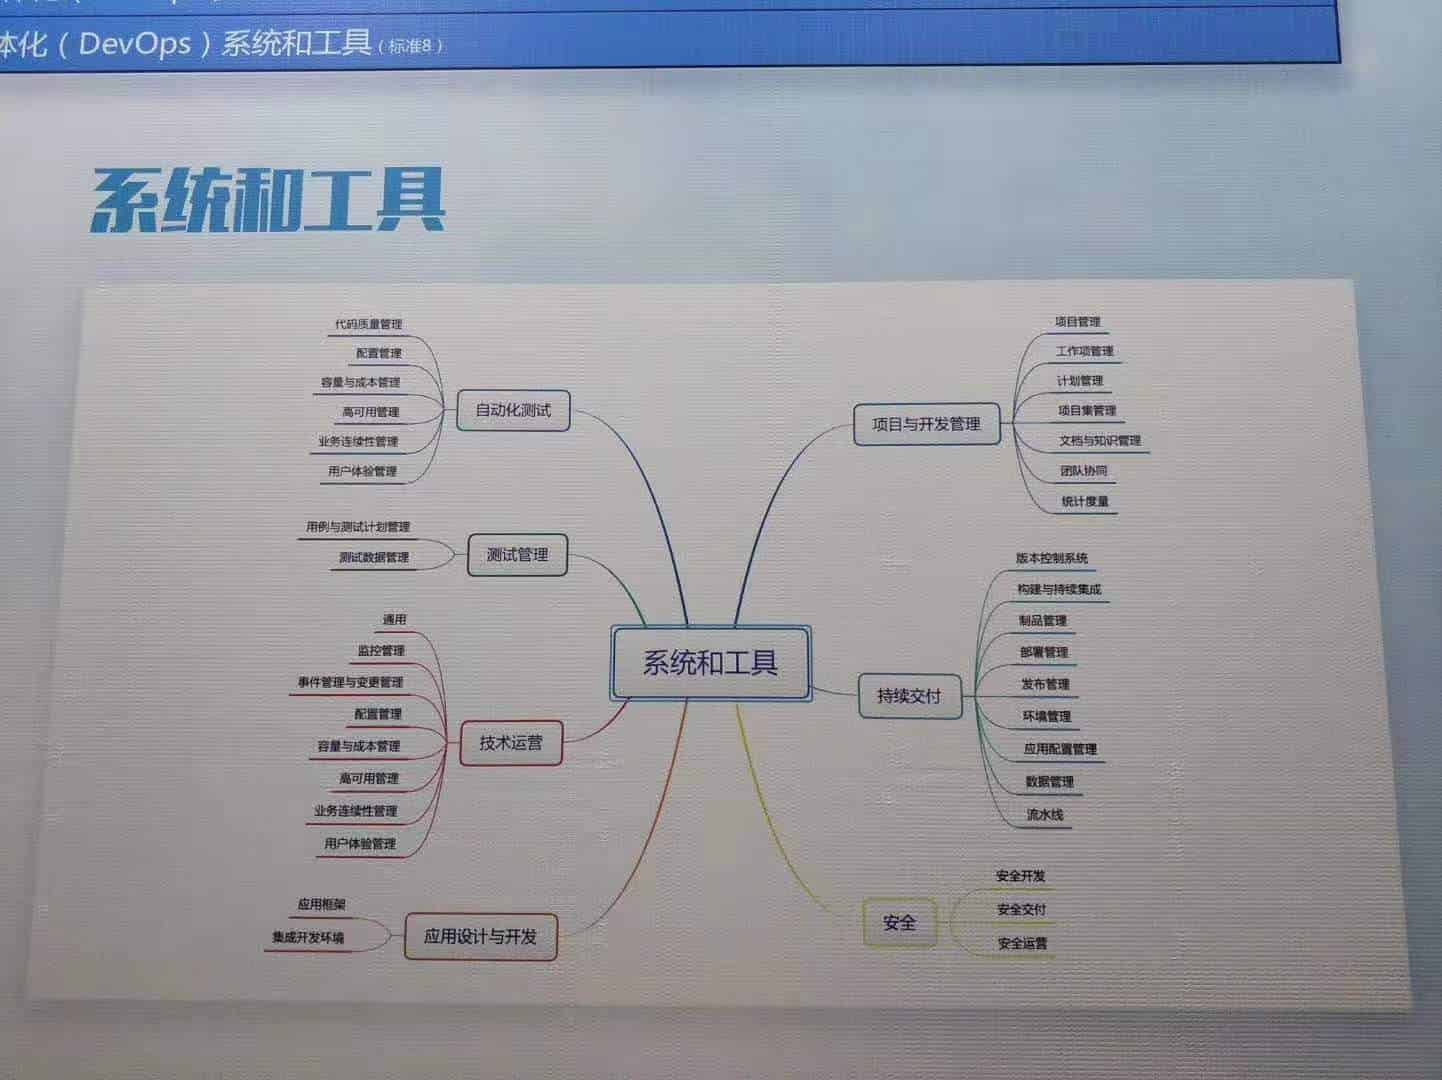 体化（DevOps）系统和工具（标准8）
系统和工具
代码质量管理
配置管理
容量与成本管理
高可用管理
业务连续性管理
用户体验管理
自动化测试
用例与测试计划管理
测试数据管理
测试管理
通用
监控管理
事件管理与变更管理
配置管理
容量与成本管理
高可用管理
业务连续性管理
用户体验管理
技术运营
应用框架
集成开发环境
应用设计与开发
系统和工具
项目与开发管理
项目管理
工作项管理
计划管理
项目集管理
文档与知识管理
团队协同
统计度量
持续交付
版本控制系统
构建与持续集成
制品管理
部署管理
发布管理
环境管理
应用配置管理
数据管理
流水线
安全
安全开发
安全交付
安全运营